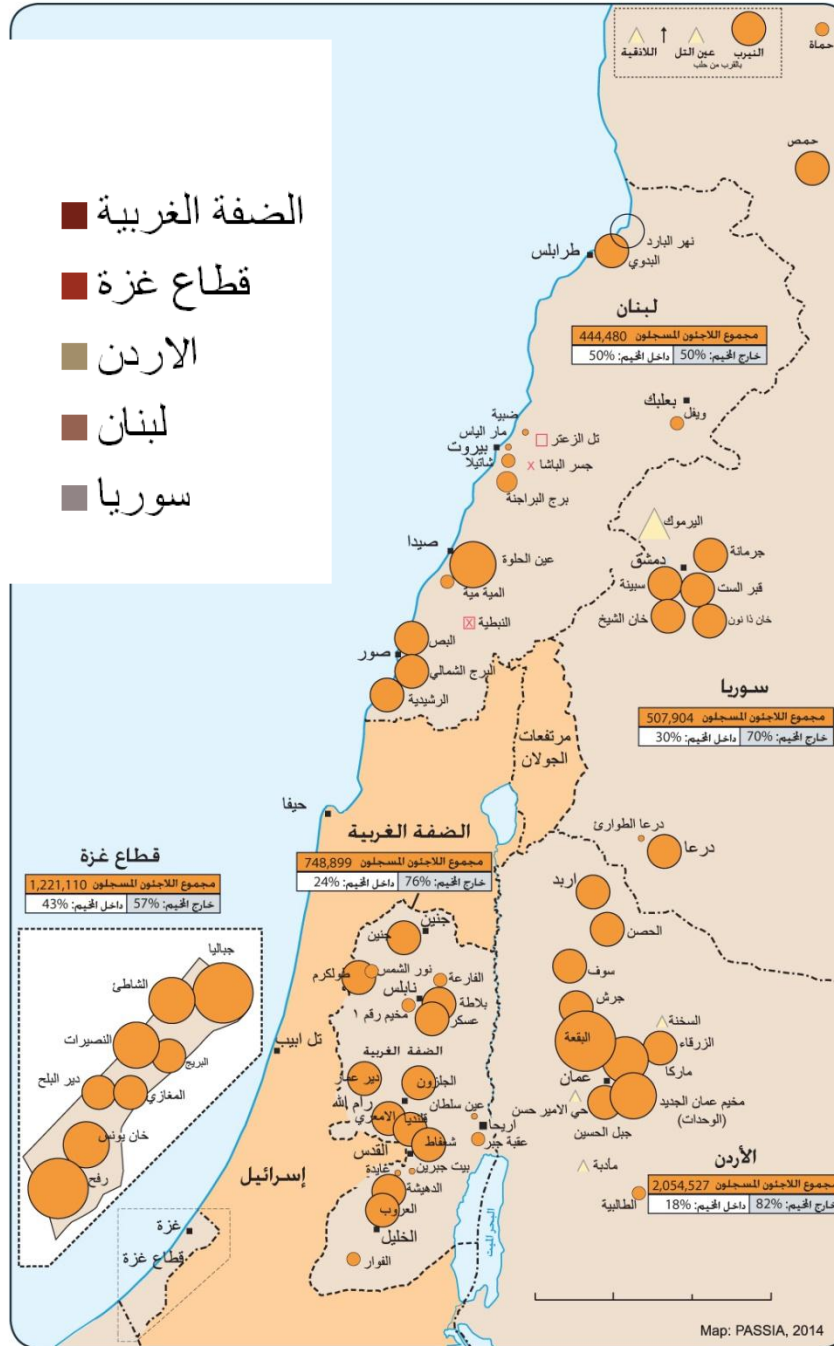 اللاذقية
عين التل
النيرب
بالقرب من حلب
حماة
حمص
الضفة الغربية
قطاع غزة
الاردن
لبنان
سوريا
نهر البارد
طرابلس
البدوي
لبنان
مجموع اللاجئون المسجلون 444,480
خارج المخيم: 50% داخل المخيم: 50%
بعلبك
ويفل
ضبية
مار الياس
تل الزعتر
بيروت
شاتيلا
جسر الباشا
x
برج البراجنة
اليرموك
جرمانة
دمشق
سبينة
قبر الست
خان الشيخ
خان ذا نون
صيدا
عين الحلوة
المية مية
النبطية
X
البص
صور
البرج الشمالي
الرشيدية
سوريا
مجموع اللاجئون المسجلون 507,904
خارج المخيم: 70% داخل المخيم: 30%
مرتفعات
الجولان
حيفا
درعا الطوارئ
درعا
الضفة الغربية
مجموع اللاجئون المسجلون 748,899
خارج المخيم: 76% داخل المخيم: 24%
قطاع غزة
مجموع اللاجئون المسجلون 1,221,110
خارج المخيم: 57% داخل المخيم: 43%
جباليا
الشاطئ
النصيرات
البريج
دير البلح
المغازي
خان يونس
رفح
اربد
الحصن
سوف
جرش
السخنة
البقعة
الزرقاء
ماركا
عمان
حي الامير حسن
مخيم عمان الجديد
(الوحدات)
جبل الحسين
مأدبة
الأردن
مجموع اللاجئون المسجلون 2,054,527
خارج المخيم: 82% داخل المخيم: 18%
الطالبية
جنين
جنين
نور الشمس
طولكرم
الفارعة
نابلس
بلاطة
مخيم رقم ١
عسكر
تل ابيب
الضفة الغربية
دير عمار
الجلزون
رام الله
عين سلطان
الامعري
قلنديا
اريحا
شعفاط
عقبة جبر
القدس
بيت جبرين
عايدة
إسرائيل
الدهيشة
العروب
الخليل
الفوار
البحر الميت
غزة
قطاع غزة
Map: PASSIA, 2014